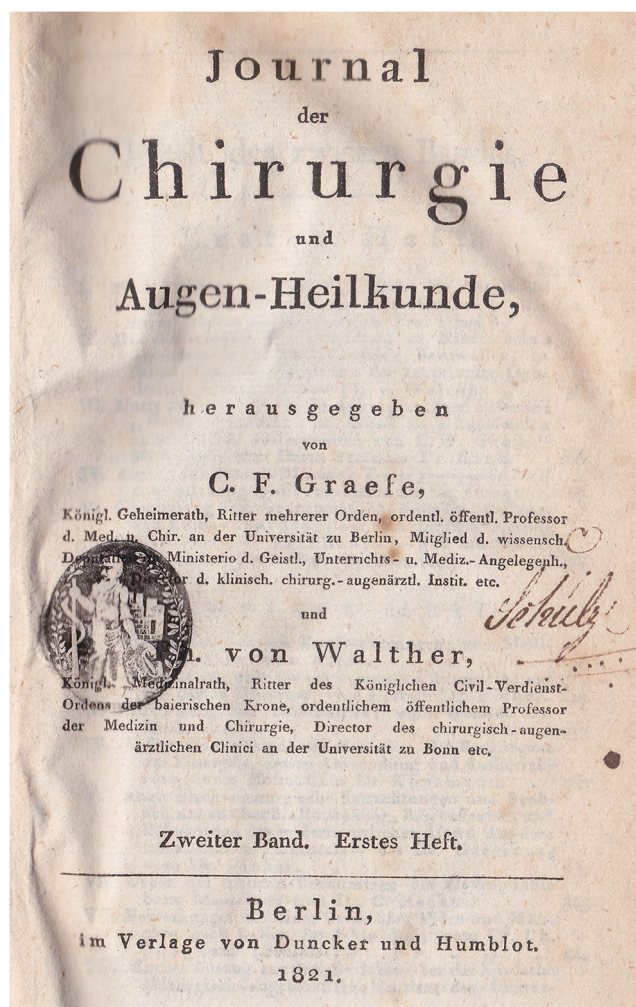 Journal
der
Chirurgie
und
Augen-Heilkunde,
herausgegeben
von
C. F. Graefe,
Königl. Geheimerath, Ritter mehrerer Orden, ordentl. öffentl. Professor
d. Med. u. Chir. an der Universität zu Berlin, Mitglied d. wissensch.
Ministerio d. Geistl., Unterrichts- u. Mediz.-Angelegenh.,
Director d. klinisch. chirurg.-augenärztl. Instit. etc.
und
Schulz
Ph. von Walther,
Königl. Medizinalrath, Ritter des Königlichen Civil-Verdienst-
Ordens der baierischen Krone, ordentlichem öffentlichem Professor
der Medizin und Chirurgie, Director des chirurgisch-augen-
ärztlichen Clinici an der Universität zu Bonn etc.
Zweiter Band. Erstes Heft.
Berlin,
im Verlage von Duncker und Humblot.
1821.